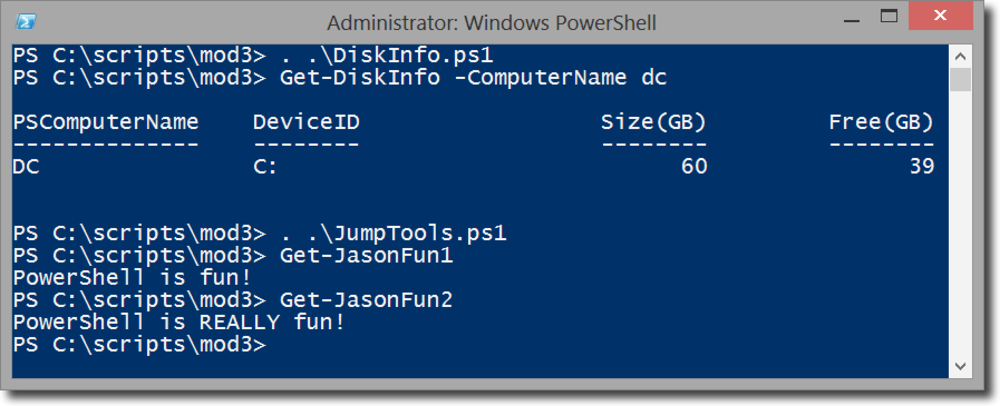 Administrator: Windows PowerShell
PS C:\scripts\mod3> . .\DiskInfo.ps1
PS C:\scripts\mod3> Get-DiskInfo -ComputerName dc
PSComputerName    DeviceID                  Size(GB)         Free(GB)
--------------    --------                  --------         --------
DC                C:                              60               39
PS C:\scripts\mod3> . .\JumpTools.ps1
PS C:\scripts\mod3> Get-JasonFun1
PowerShell is fun!
PS C:\scripts\mod3> Get-JasonFun2
PowerShell is REALLY fun!
PS C:\scripts\mod3>